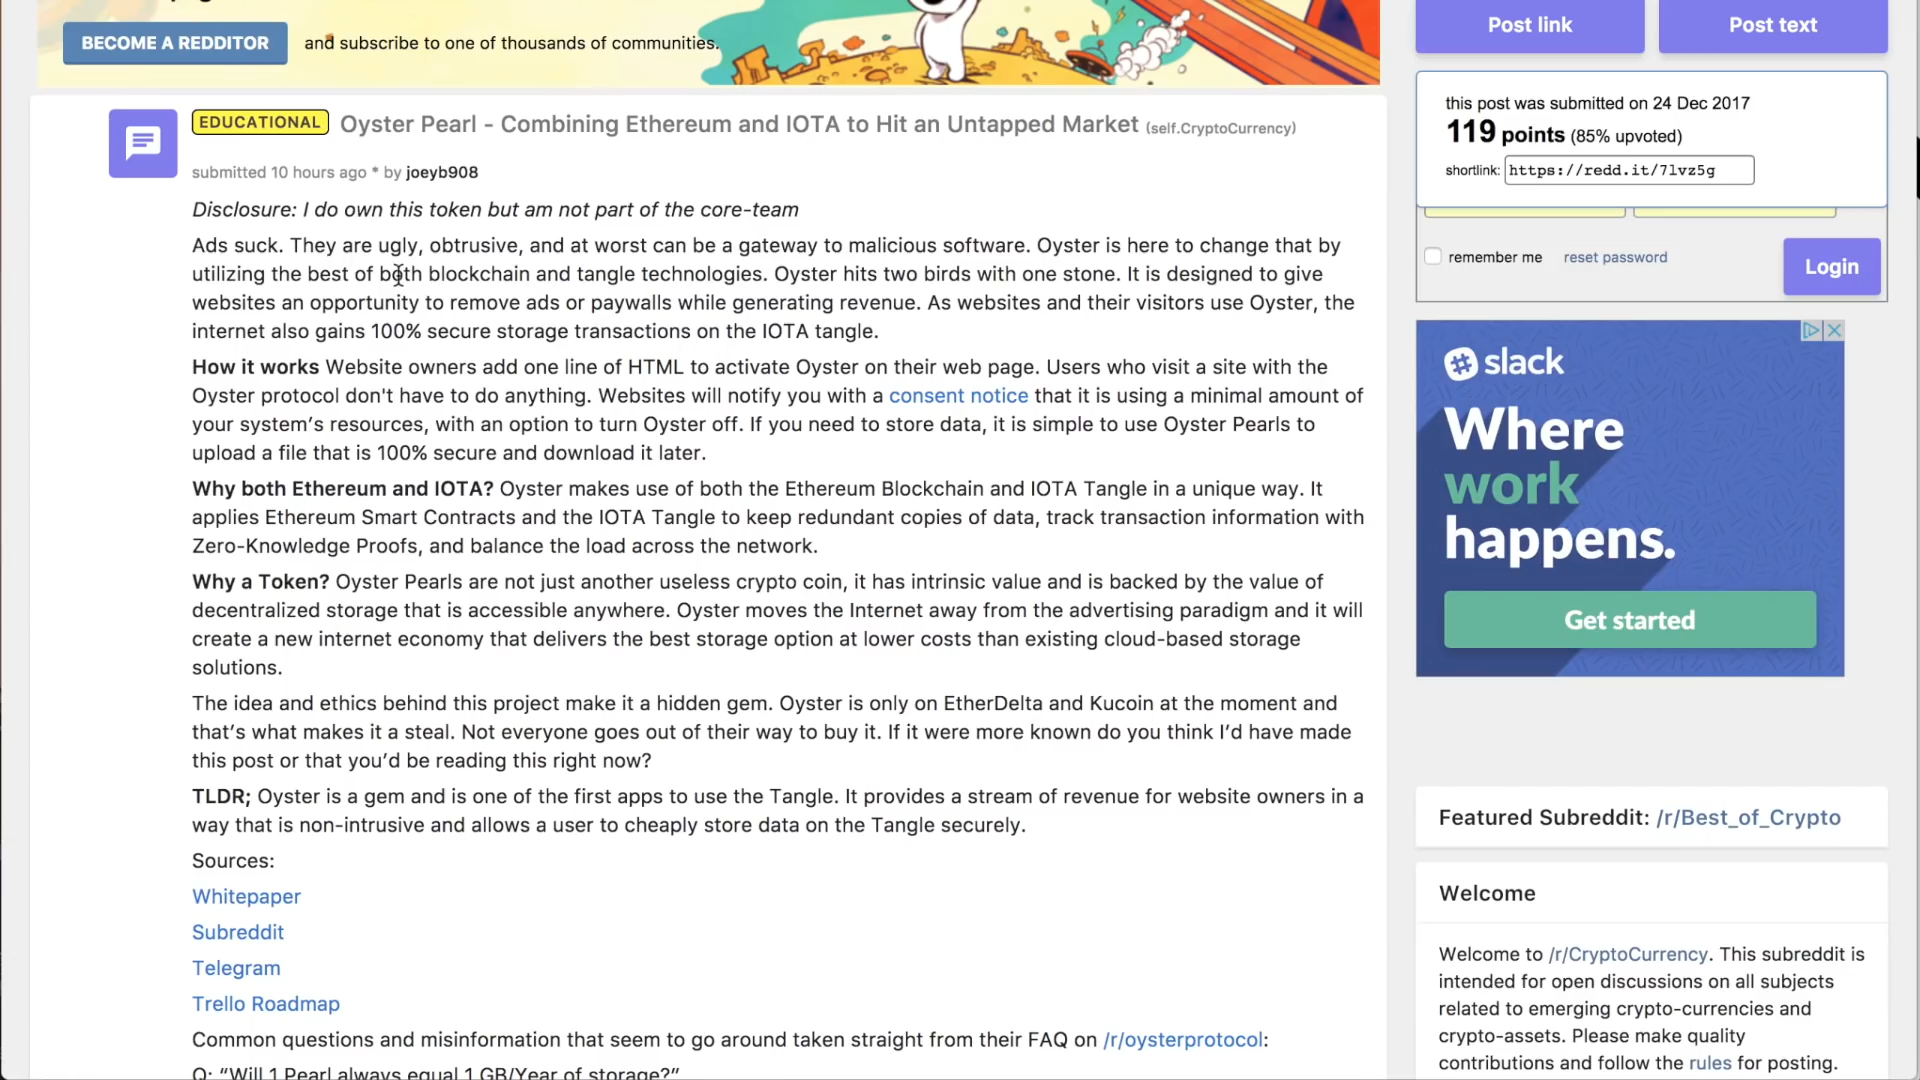 BECOME A REDDITOR
and subscribe to one of thousands of communities.
Post link
Post text
EDUCATIONAL Oyster Pearl - Combining Ethereum and IOTA to Hit an Untapped Market (self.CryptoCurrency)
submitted 10 hours ago * by joeyb908
Disclosure: I do own this token but am not part of the core-team
Ads suck. They are ugly, obtrusive, and at worst can be a gateway to malicious software. Oyster is here to change that by
utilizing the best of both blockchain and tangle technologies. Oyster hits two birds with one stone. It is designed to give
websites an opportunity to remove ads or paywalls while generating revenue. As websites and their visitors use Oyster, the
internet also gains 100% secure storage transactions on the IOTA tangle.
How it works Website owners add one line of HTML to activate Oyster on their web page. Users who visit a site with the
Oyster protocol don't have to do anything. Websites will notify you with a consent notice that it is using a minimal amount of
your system’s resources, with an option to turn Oyster off. If you need to store data, it is simple to use Oyster Pearls to
upload a file that is 100% secure and download it later.
Why both Ethereum and IOTA? Oyster makes use of both the Ethereum Blockchain and IOTA Tangle in a unique way. It
applies Ethereum Smart Contracts and the IOTA Tangle to keep redundant copies of data, track transaction information with
Zero-Knowledge Proofs, and balance the load across the network.
Why a Token? Oyster Pearls are not just another useless crypto coin, it has intrinsic value and is backed by the value of
decentralized storage that is accessible anywhere. Oyster moves the Internet away from the advertising paradigm and it will
create a new internet economy that delivers the best storage option at lower costs than existing cloud-based storage
solutions.
The idea and ethics behind this project make it a hidden gem. Oyster is only on EtherDelta and Kucoin at the moment and
that’s what makes it a steal. Not everyone goes out of their way to buy it. If it were more known do you think I’d have made
this post or that you’d be reading this right now?
TLDR; Oyster is a gem and is one of the first apps to use the Tangle. It provides a stream of revenue for website owners in a
way that is non-intrusive and allows a user to cheaply store data on the Tangle securely.
Sources:
Whitepaper
Subreddit
Telegram
Trello Roadmap
Common questions and misinformation that seem to go around taken straight from their FAQ on /r/oysterprotocol:
Q: “Will 1 Pearl always equal 1 GB/Year of storage?”
this post was submitted on 24 Dec 2017
119 points (85% upvoted)
shortlink: https://redd.it/7lvz5g
remember me reset password
Login
slack
Where
work
happens.
Get started
Featured Subreddit: /r/Best_of_Crypto
Welcome
Welcome to /r/CryptoCurrency. This subreddit is
intended for open discussions on all subjects
related to emerging crypto-currencies and
crypto-assets. Please make quality
contributions and follow the rules for posting.